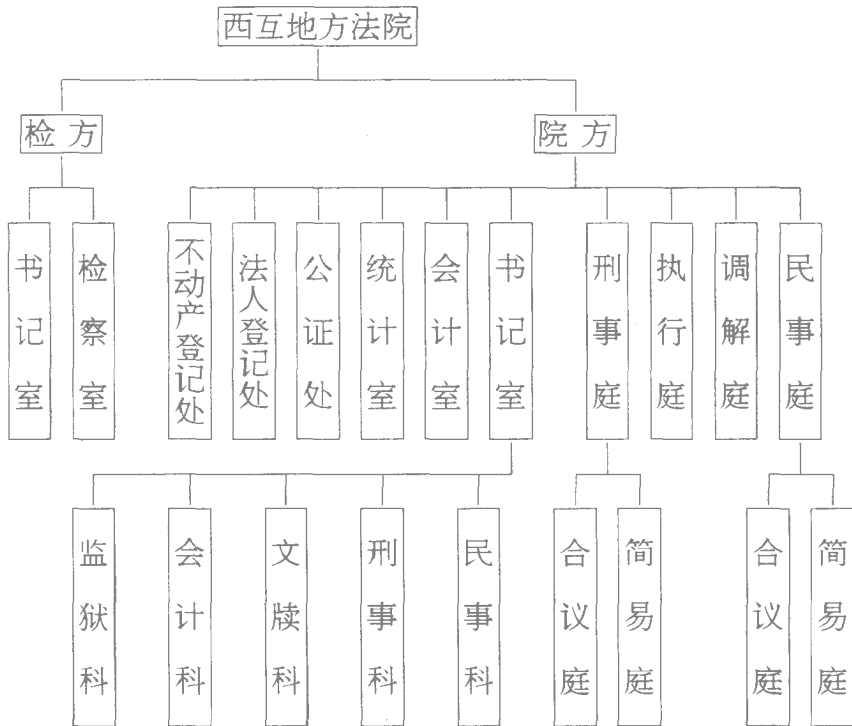 西互地方法院
检方
院方
书记室
检察室
不动产登记处
法人登记处
公证处
统计室
会计室
书记室
刑事庭
执行庭
调解庭
民事庭
监狱科
会计科
文牍科
刑事科
民事科
合议庭
简易庭
合议庭
简易庭